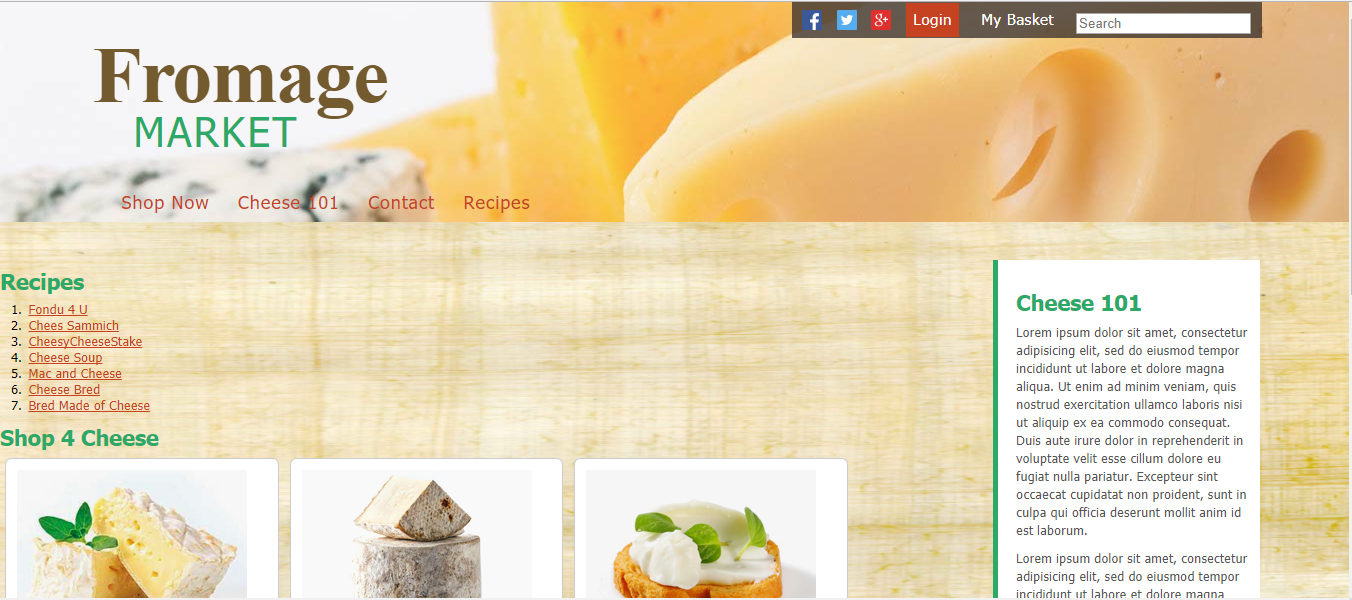 Login My Basket Search
Fromage
MARKET
Shop Now Cheese 101 Contact Recipes
Recipes
1. Fondu 4 U
2. Chees Sammich
3. CheesyCheeseStake
4. Cheese Soup
5. Mac and Cheese
6. Cheese Bred
7. Bred Made of Cheese
Shop 4 Cheese
Cheese 101
Lorem ipsum dolor sit amet, consectetur
adipisicing elit, sed do eiusmod tempor
incididunt ut labore et dolore magna
aliqua. Ut enim ad minim veniam, quis
nostrud exercitation ullamco laboris nisi
ut aliquip ex ea commodo consequat.
Duis aute irure dolor in reprehenderit in
voluptate velit esse cillum dolore eu
fugiat nulla pariatur. Excepteur sint
occaecat cupidatat non proident, sunt in
culpa qui officia deserunt mollit anim id
est laborum.
Lorem ipsum dolor sit amet, consectetur
adipisicing elit, sed do eiusmod tempor
incididunt ut labore et dolore magna